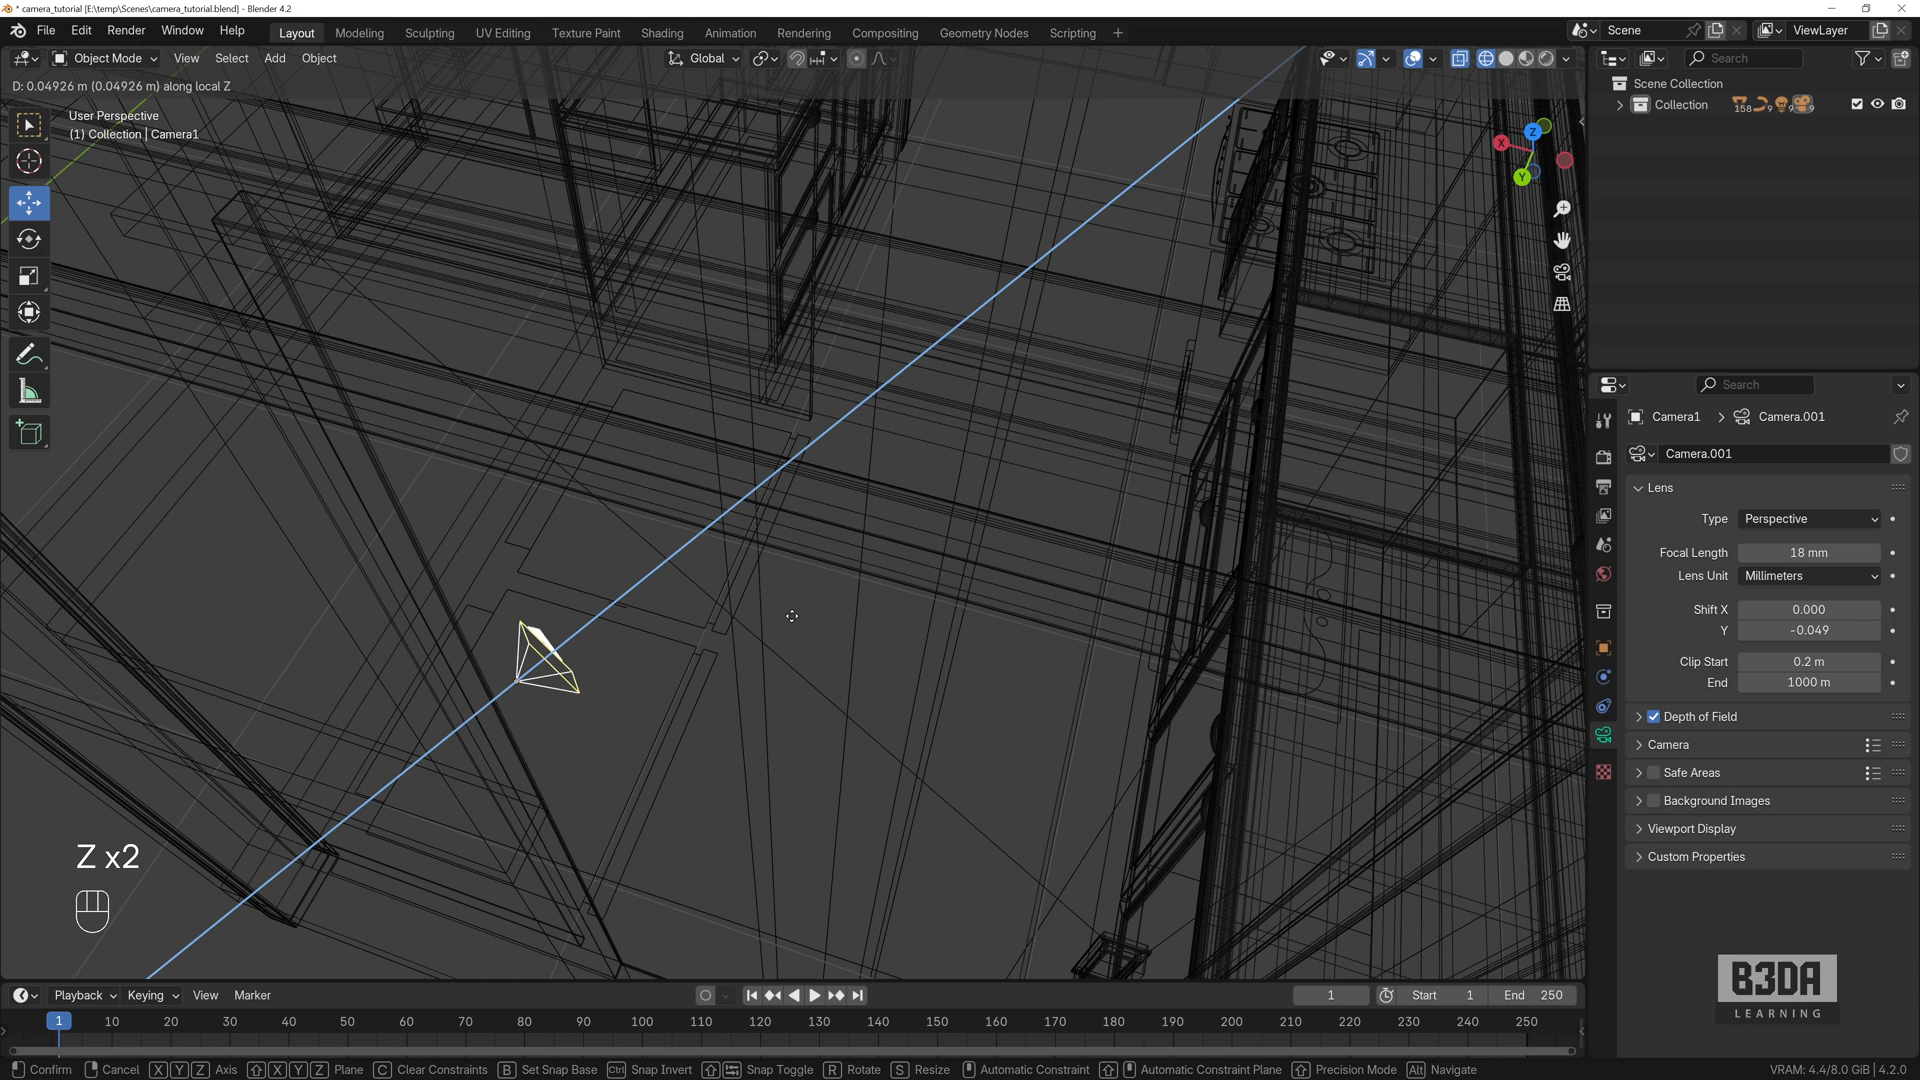 * camera_tutorial [E:\temp\Scenes\camera_tutorial.blend] - Blender 4.2
File Edit Render Window Help
Layout Modeling Sculpting UV Editing Texture Paint Shading Animation Rendering Compositing Geometry Nodes Scripting +
Scene
ViewLayer
Object Mode View Select Add Object
Global
Search
D: 0.04926 m (0.04926 m) along local Z
User Perspective
(1) Collection | Camera1
Scene Collection
Collection 158 9 9 9
X Y Z
Search
Camera1 > Camera.001
Camera.001
Lens
Type Perspective
Focal Length 18 mm
Lens Unit Millimeters
Shift X 0.000
Y -0.049
Clip Start 0.2 m
End 1000 m
Depth of Field
Camera
Safe Areas
Background Images
Viewport Display
Custom Properties
Z x2
B3DA
LEARNING
Playback Keying View Marker
1 Start 1 End 250
1 10 20 30 40 50 60 70 80 90 100 110 120 130 140 150 160 170 180 190 200 210 220 230 240 250
Confirm Cancel X Y Z Axis X Y Z Plane C Clear Constraints B Set Snap Base Ctrl Snap Invert Snap Toggle R Rotate S Resize Automatic Constraint Automatic Constraint Plane Precision Mode Alt Navigate VRAM: 4.4/8.0 GiB | 4.2.0